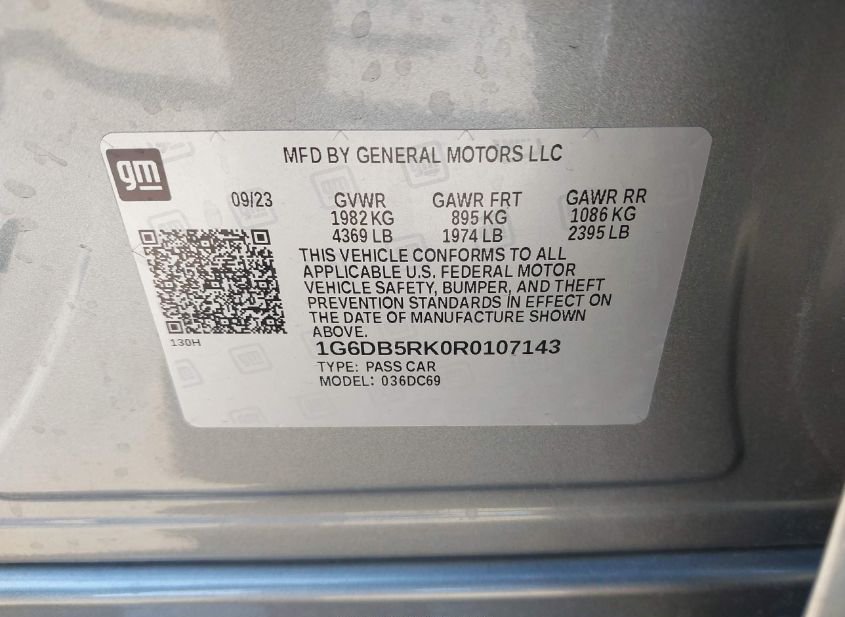 gm
MFD BY GENERAL MOTORS LLC
09/23 GVWR GAWR FRT GAWR RR
1982 KG 895 KG 1086 KG
4369 LB 1974 LB 2395 LB
THIS VEHICLE CONFORMS TO ALL
APPLICABLE U.S. FEDERAL MOTOR
VEHICLE SAFETY, BUMPER, AND THEFT
PREVENTION STANDARDS IN EFFECT ON
THE DATE OF MANUFACTURE SHOWN
ABOVE.
130H
1G6DB5RK0R0107143
TYPE: PASS CAR
MODEL: 036DC69